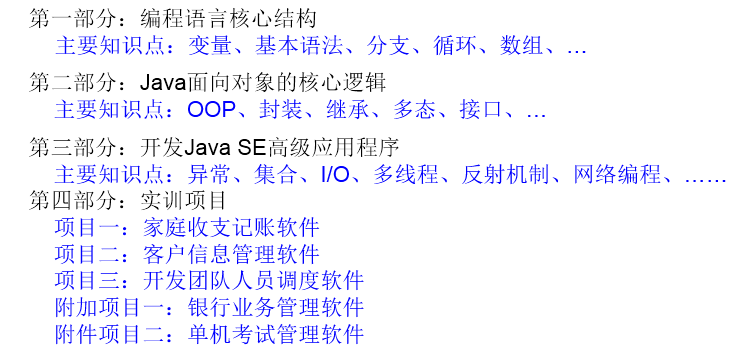 第一部分：编程语言核心结构
主要知识点：变量、基本语法、分支、循环、数组、…
第二部分：Java面向对象的核心逻辑
主要知识点：OOP、封装、继承、多态、接口、…
第三部分：开发Java SE高级应用程序
主要知识点：异常、集合、I/O、多线程、反射机制、网络编程、……
第四部分：实训项目
项目一：家庭收支记账软件
项目二：客户信息管理软件
项目三：开发团队人员调度软件
附加项目一：银行业务管理软件
附件项目二：单机考试管理软件